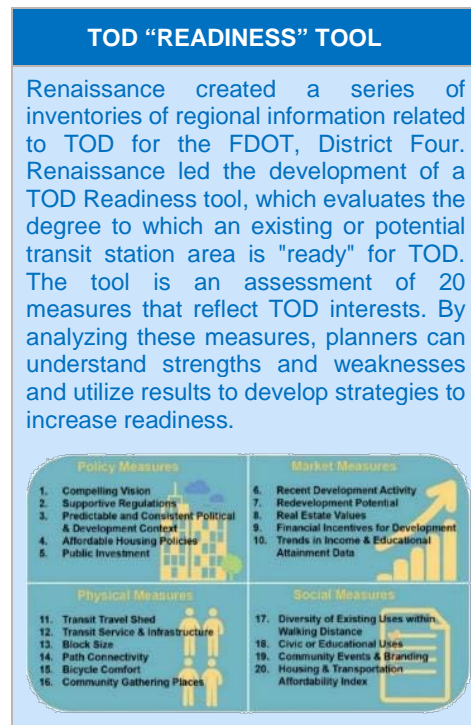 TOD “READINESS” TOOL
Renaissance created a series of
inventories of regional information related
to TOD for the FDOT, District Four.
Renaissance led the development of a
TOD Readiness tool, which evaluates the
degree to which an existing or potential
transit station area is "ready" for TOD.
The tool is an assessment of 20
measures that reflect TOD interests. By
analyzing these measures, planners can
understand strengths and weaknesses
and utilize results to develop strategies to
increase readiness.
Policy Measures
1. Compelling Vision
2. Supportive Regulations
3. Predictable and Consistent Political
& Development Context
4. Affordable Housing Policies
5. Public Investment
Market Measures
6. Recent Development Activity
7. Redevelopment Potential
8. Real Estate Values
9. Financial Incentives for Development
10. Trends in Income & Educational
Attainment Data
Physical Measures
11. Transit Travel Shed
12. Transit Service & Infrastructure
13. Block Size
14. Path Connectivity
15. Bicycle Comfort
16. Community Gathering Places
Social Measures
17. Diversity of Existing Uses within
Walking Distance
18. Civic or Educational Uses
19. Community Events & Branding
20. Housing & Transportation
Affordability Index